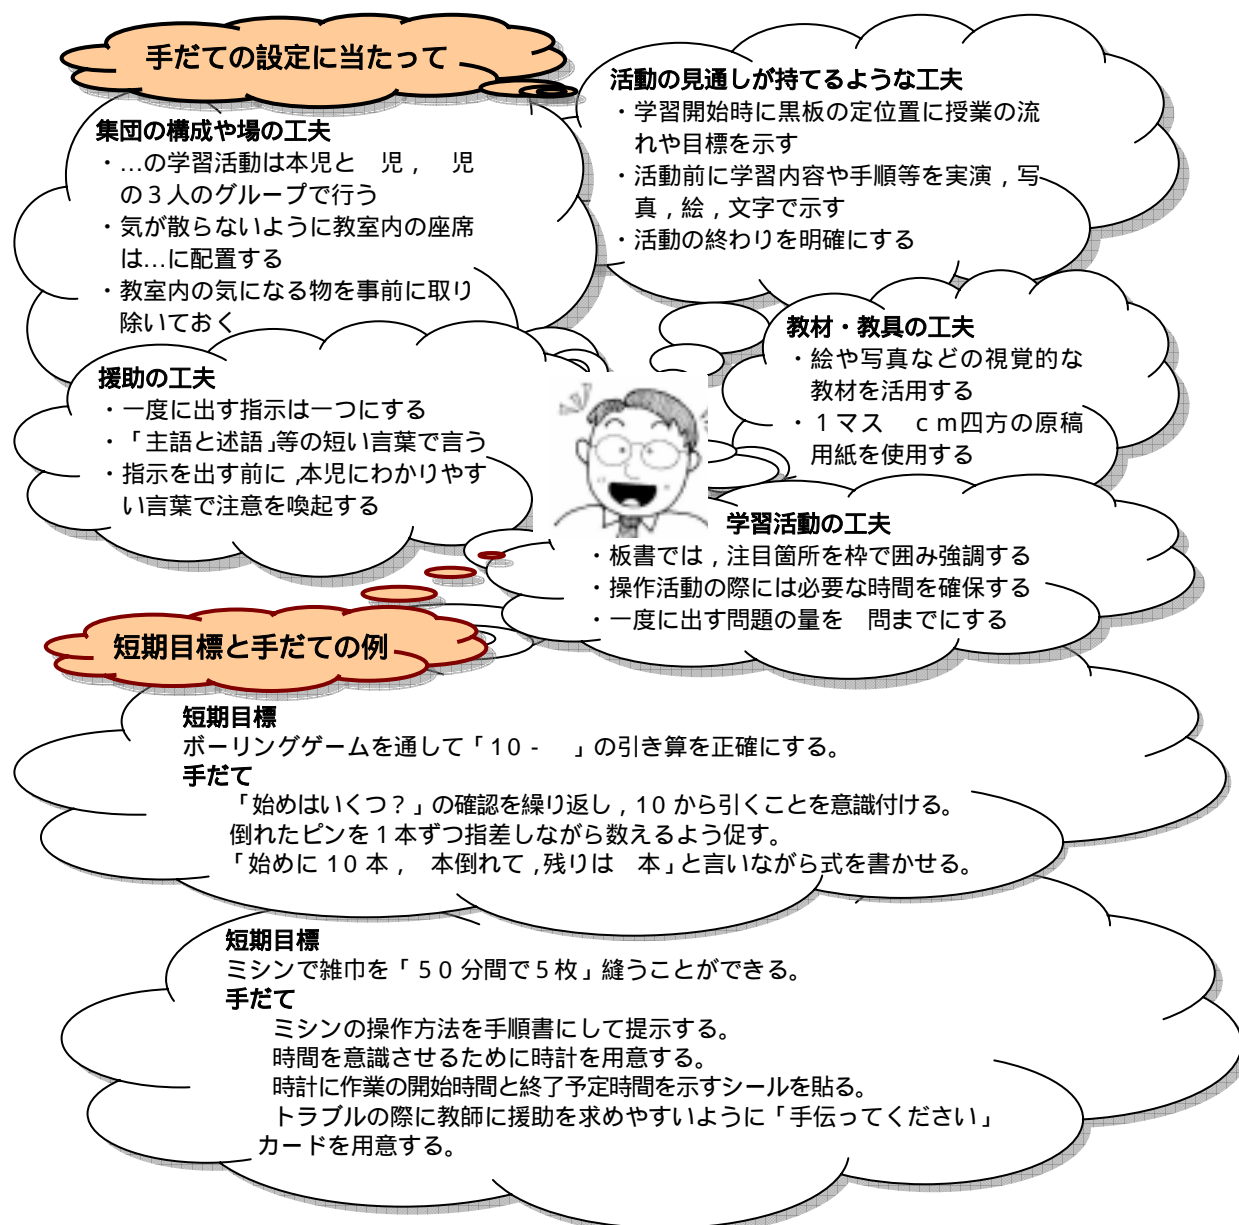 手だての設定に当たって
集団の構成や場の工夫
・…の学習活動は本児と　児，　児
の３人のグループで行う
・気が散らないように教室内の座席
は…に配置する
・教室内の気になる物を事前に取り
除いておく
活動の見通しが持てるような工夫
・学習開始時に黒板の定位置に授業の流
れや目標を示す
・活動前に学習内容や手順等を実演，写
真，絵，文字で示す
・活動の終わりを明確にする
援助の工夫
・一度に出す指示は一つにする
・「主語と述語」等の短い言葉で言う
・指示を出す前に，本児にわかりやす
い言葉で注意を喚起する
教材・教具の工夫
・絵や写真などの視覚的な
教材を活用する
・１マス　ｃｍ四方の原稿
用紙を使用する
学習活動の工夫
・板書では，注目箇所を枠で囲み強調する
・操作活動の際には必要な時間を確保する
・一度に出す問題の量を　問までにする
短期目標と手だての例
短期目標
ボーリングゲームを通して「10 -　」の引き算を正確にする。
手だて
「始めはいくつ？」の確認を繰り返し，10 から引くことを意識付ける。
倒れたピンを１本ずつ指差しながら数えるよう促す。
「始めに 10 本，　本倒れて，残りは　本」と言いながら式を書かせる。
短期目標
ミシンで雑巾を「５０分間で５枚」縫うことができる。
手だて
ミシンの操作方法を手順書にして提示する。
時間を意識させるために時計を用意する。
時計に作業の開始時間と終了予定時間を示すシールを貼る。
トラブルの際に教師に援助を求めやすいように「手伝ってください」
カードを用意する。